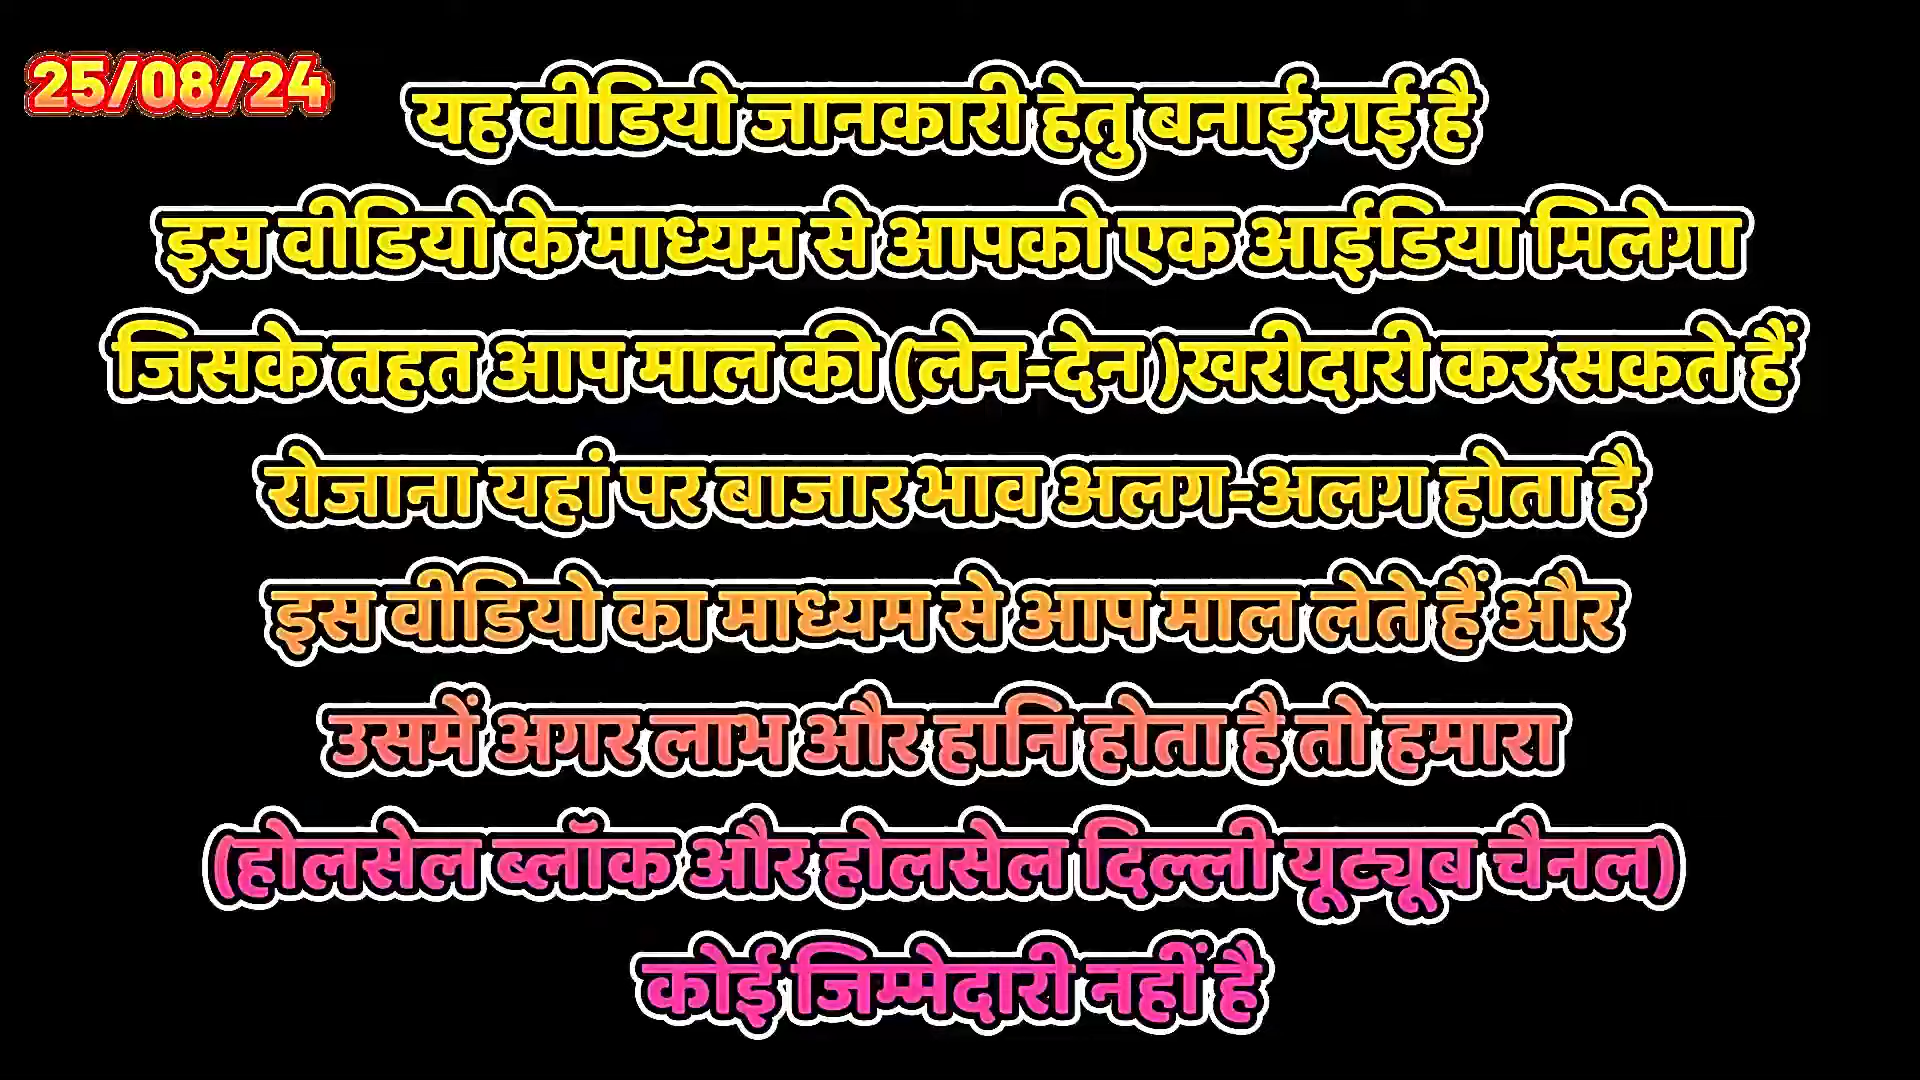 25/08/24
यह वीडियो जानकारी हेतु बनाई गई है
इस वीडियो के माध्यम से आपको एक आईडिया मिलेगा
जिसके तहत आप माल की (लेन-देन )खरीदारी कर सकते हैं
रोजाना यहां पर बाजार भाव अलग-अलग होता है
इस वीडियो का माध्यम से आप माल लेते हैं और
उसमें अगर लाभ और हानि होता है तो हमारा
(होलसेल ब्लॉक और होलसेल दिल्ली यूट्यूब चैनल)
कोई जिम्मेदारी नहीं है